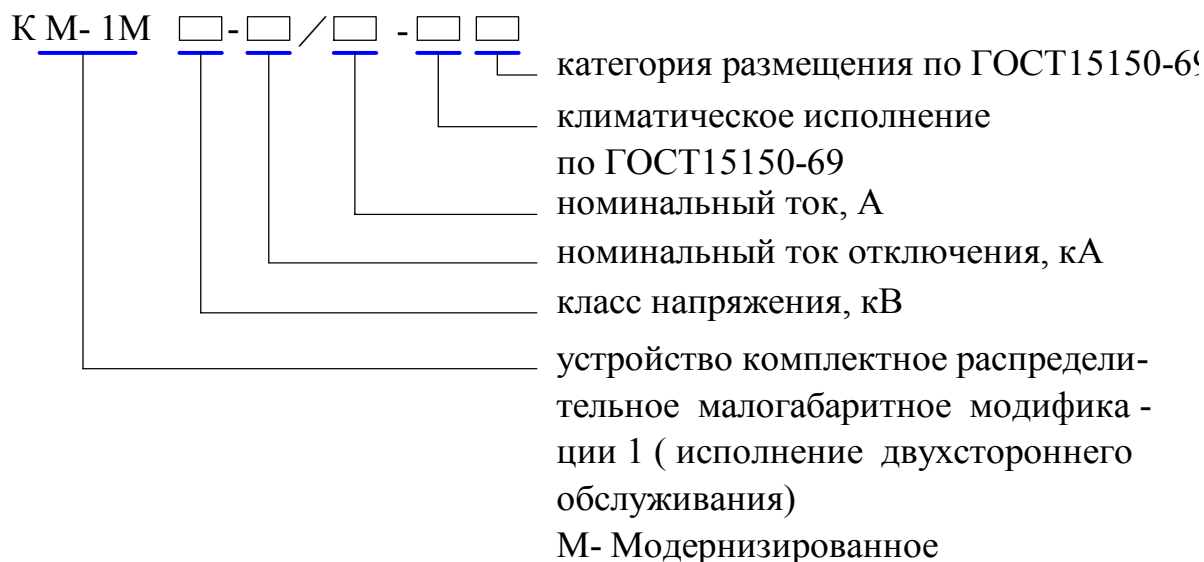 К М- 1М - / -
категория размещения по ГОСТ15150-69
климатическое исполнение
по ГОСТ15150-69
номинальный ток, А
номинальный ток отключения, кА
класс напряжения, кВ
устройство комплектное распредели-
тельное малогабаритное модифика -
ции 1 ( исполнение двухстороннего
обслуживания)
М- Модернизированное